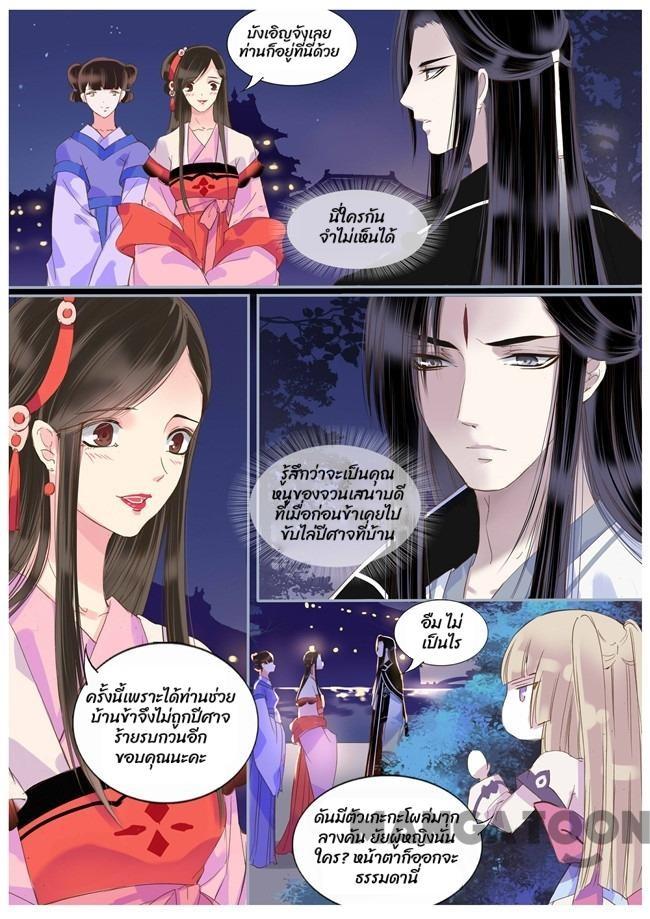 บังเอิญจังเลย
ท่านก็อยู่ที่นี่ด้วย
นี่ใครกัน
จำไม่เห็นได้
รู้สึกว่าจะเป็นคุณ
หนูของจวนเสนาบดี
ที่เมื่อก่อนข้าเคยไป
ขับไล่ปีศาจที่บ้าน
ครั้งนี้เพราะได้ท่านช่วย
บ้านข้าจึงไม่ถูกปีศาจ
ร้ายรบกวนอีก
ขอบคุณนะคะ
อืม ไม่
เป็นไร
ดันมีตัวเกะกะโผล่มาก
ลางคัน ยัยผู้หญิงนั่น
ใคร? หน้าตาก็ออกจะ
ธรรมดานี่
MANGATOON